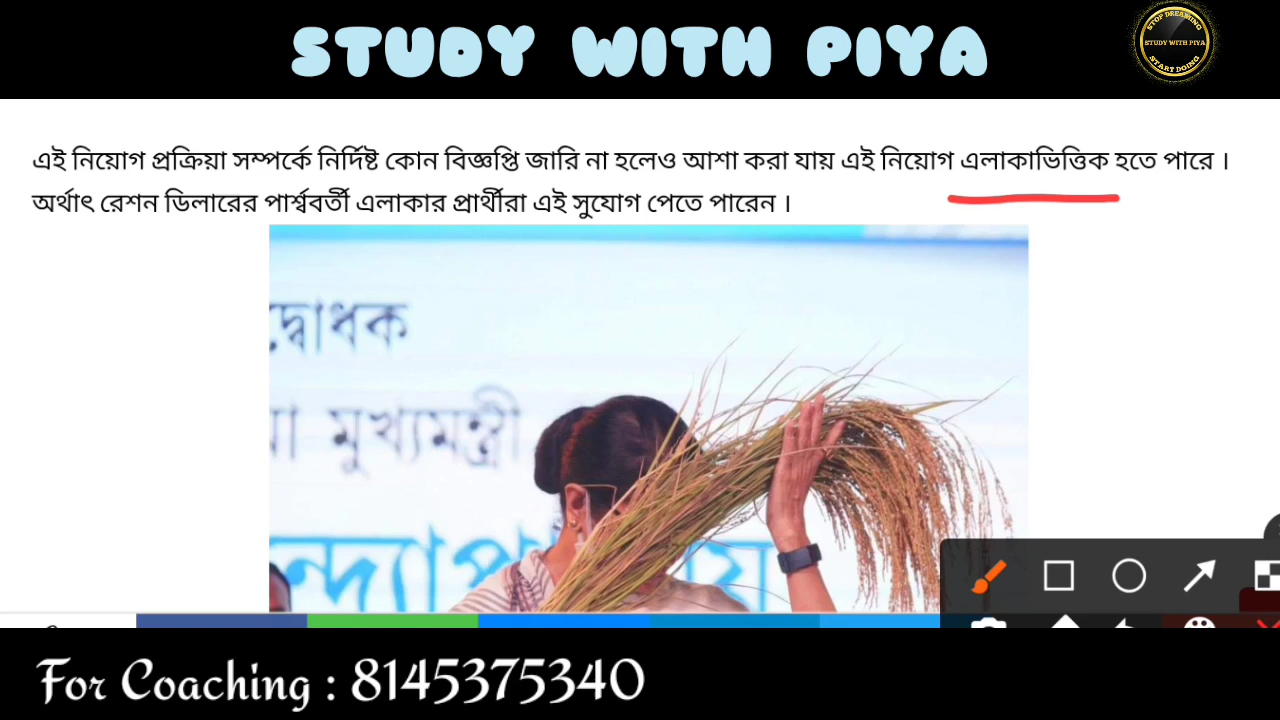 STUDY WITH PIYA
STOP DREAMING
STUDY WITH PIYA
START DOING
এই নিয়োগ প্রক্রিয়া সম্পর্কে নির্দিষ্ট কোন বিজ্ঞপ্তি জারি না হলেও আশা করা যায় এই নিয়োগ এলাকাভিত্তিক হতে পারে ।
অর্থাৎ রেশন ডিলারের পার্শ্ববর্তী এলাকার প্রার্থীরা এই সুযোগ পেতে পারেন ।
দ্বোধক
মুখ্যমন্ত্রী
For Coaching : 8145375340